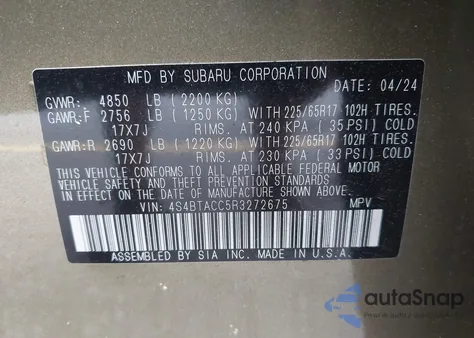 MFD BY SUBARU CORPORATION
DATE: 04/24
GVWR: 4850 LB (2200 KG)
GAWR:F 2756 LB (1250 KG) WITH 225/65R17 102H TIRES.
17X7J RIMS. AT 240 KPA (35 PSI) COLD
GAWR:R 2690 LB (1220 KG) WITH 225/65R17 102H TIRES.
17X7J RIMS. AT 230 KPA (33 PSI) COLD
THIS VEHICLE CONFORMS TO ALL APPLICABLE FEDERAL MOTOR
VEHICLE SAFETY, BUMPER, AND THEFT PREVENTION STANDARDS
IN EFFECT ON THE DATE OF MANUFACTURE SHOWN ABOVE.
VIN: 4S4BTACC5R3272675 MPV
ASSEMBLED BY SIA INC. MADE IN U.S.A.
autoSnap